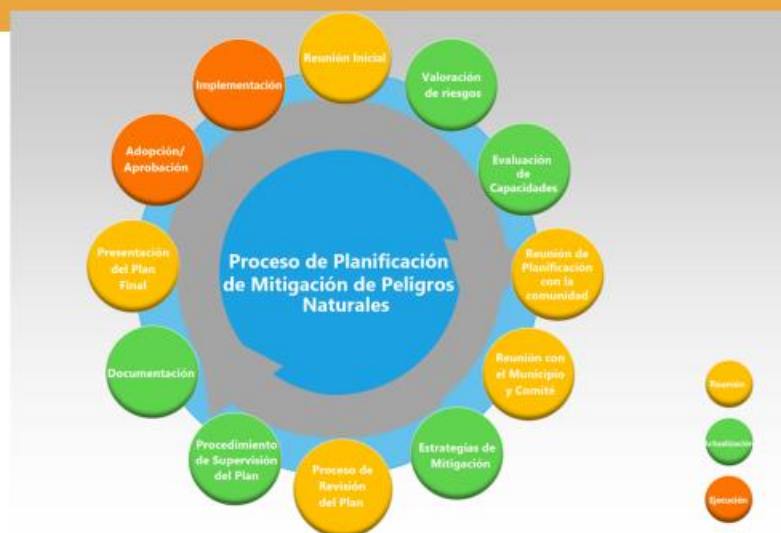 Reunión Inicial
Valoración
de riesgos
Evaluación
de
Capacidades
Reunión de
Planificación
con la
comunidad
Reunión con
el Municipio
y Comité
Estrategias de
Mitigación
Proceso de
Revisión
del Plan
Procedimiento
de Supervisión
del Plan
Documentación
Presentación
del Plan
Final
Adopción/
Aprobación
Implementación
Proceso de Planificación
de Mitigación de Peligros
Naturales
Reunión
Actualización
Ejecución